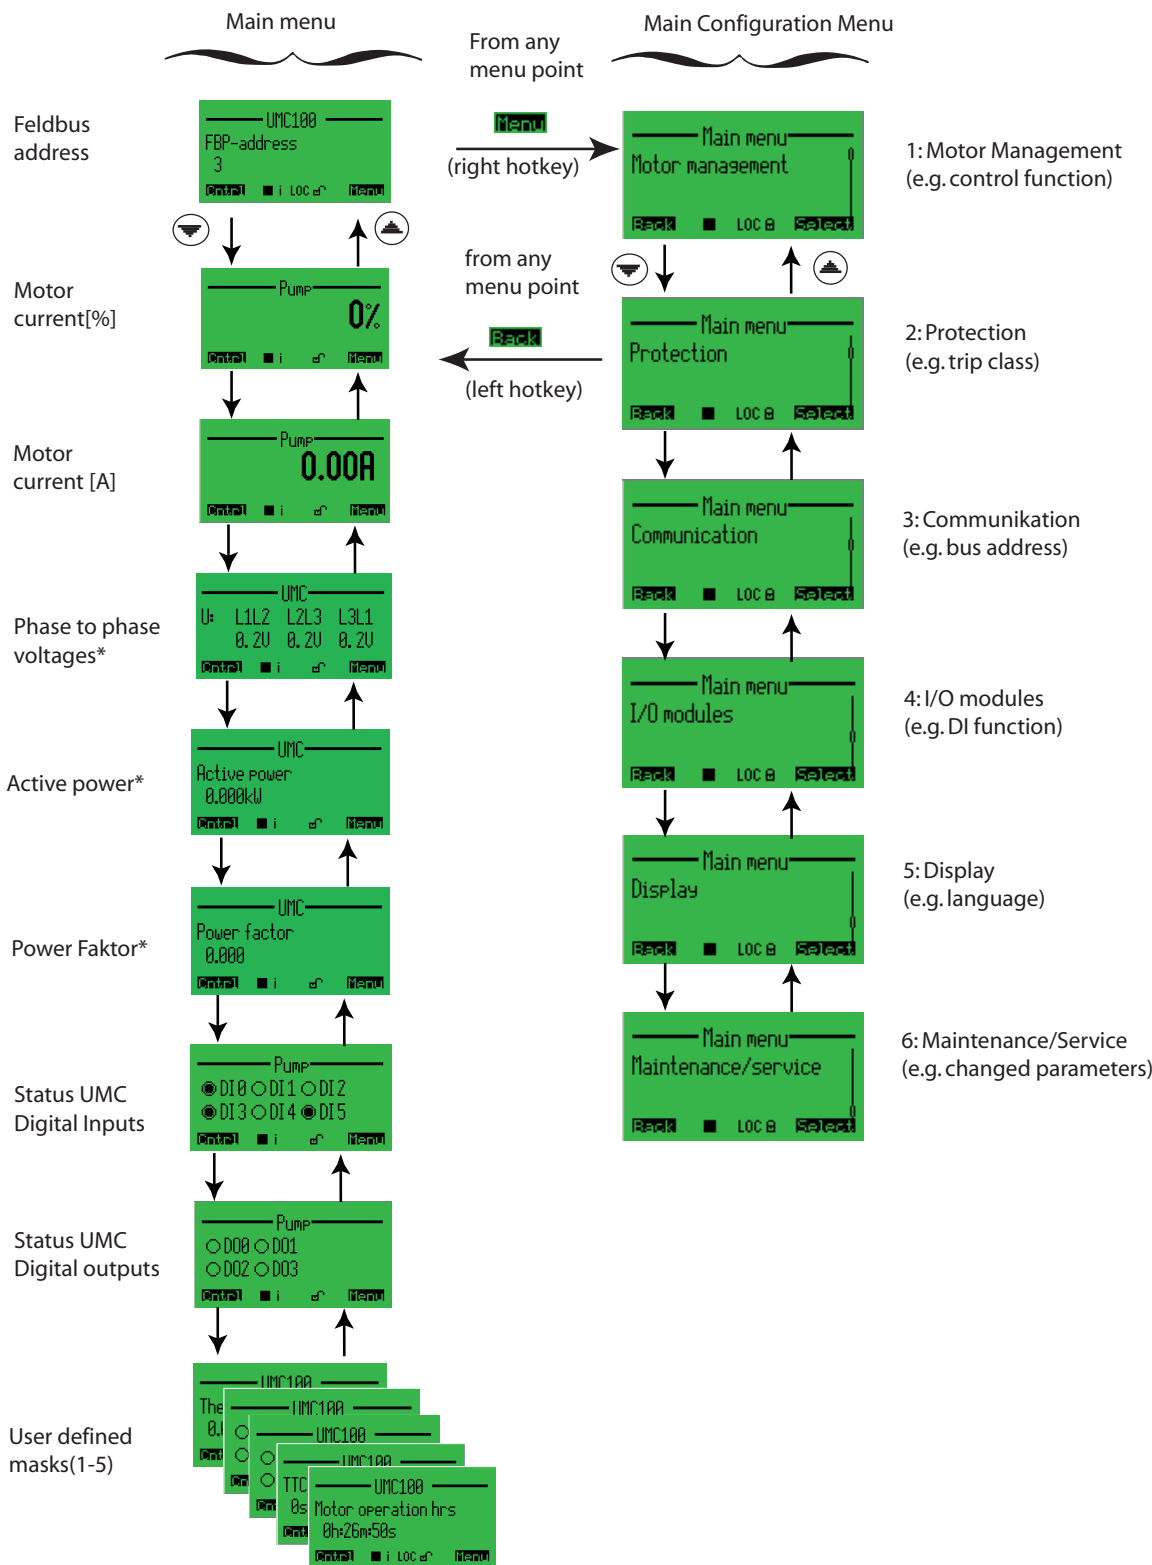 Main menu
From any
menu point
Main Configuration Menu
Feldbus
address
UMC100
FBP-address
3
Cntrl i LOC Menu
Menu
(right hotkey)
Main menu
Motor management
Back LOC Select
1: Motor Management
(e.g. control function)
Motor
current[%]
Pump
0%
Cntrl i Menu
from any
menu point
Back
(left hotkey)
Main menu
Protection
Back LOC Select
2: Protection
(e.g. trip class)
Motor
current [A]
Pump
0.00A
Cntrl i Menu
Main menu
Communication
Back LOC Select
3: Communikation
(e.g. bus address)
Phase to phase
voltages*
UMC
U: L1L2 L2L3 L3L1
0.2V 0.2V 0.2V
Cntrl i Menu
Main menu
I/O modules
Back LOC Select
4: I/O modules
(e.g. DI function)
Active power*
UMC
Active power
0.000kW
Cntrl i Menu
Main menu
Display
Back LOC Select
5: Display
(e.g. language)
Power Faktor*
UMC
Power factor
0.000
Cntrl i Menu
Main menu
Maintenance/service
Back LOC Select
6: Maintenance/Service
(e.g. changed parameters)
Status UMC
Digital Inputs
Pump
DI0 DI1 DI2
DI3 DI4 DI5
Cntrl i Menu
Status UMC
Digital outputs
Pump
DO0 DO1
DO2 DO3
Cntrl i Menu
User defined
masks(1-5)
UMC100
The
UMC100
UMC100
UMC100
TTC
0s
UMC100
Motor operation hrs
0h:26m:50s
Cntrl i LOC Menu